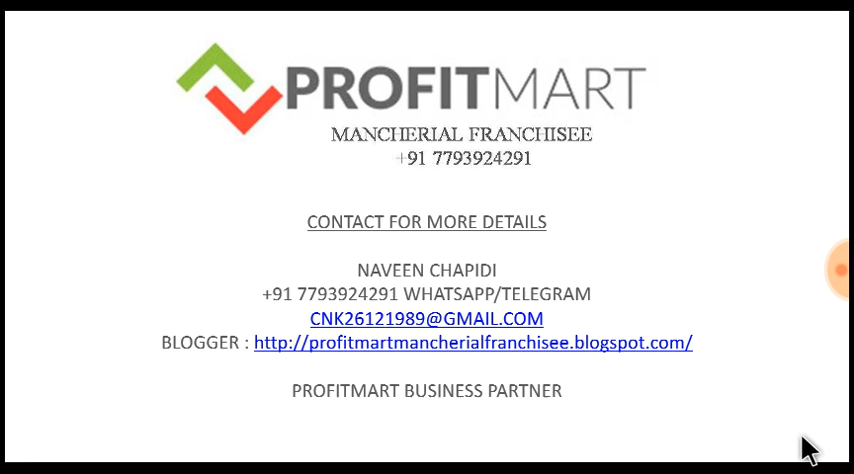 PROFITMART
MANCHERIAL FRANCHISEE
+91 7793924291
CONTACT FOR MORE DETAILS
NAVEEN CHAPIDI
+91 7793924291 WHATSAPP/TELEGRAM
CNK26121989@GMAIL.COM
BLOGGER : http://profitmartmancherialfranchisee.blogspot.com/
PROFITMART BUSINESS PARTNER